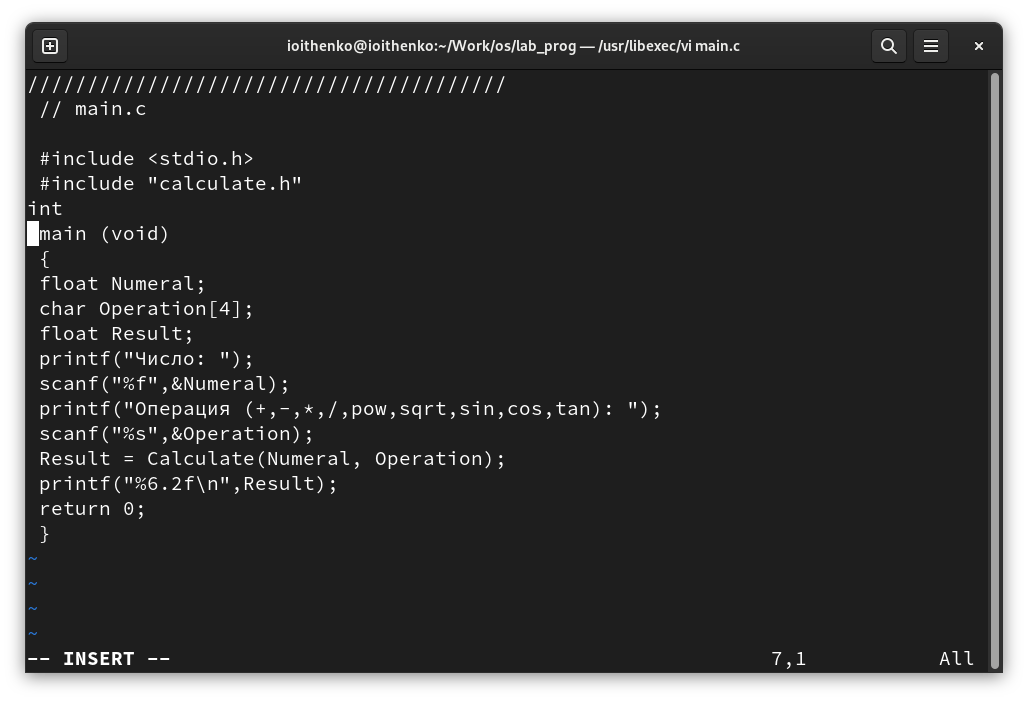 ioithenko@ioithenko:~/Work/os/lab_prog — /usr/libexec/vi main.c
////////////////////////////////////////
// main.c
#include <stdio.h>
#include "calculate.h"
int
main (void)
{
float Numeral;
char Operation[4];
float Result;
printf("Число: ");
scanf("%f",&Numeral);
printf("Операция (+,-,*,/,pow,sqrt,sin,cos,tan): ");
scanf("%s",&Operation);
Result = Calculate(Numeral, Operation);
printf("%6.2f\n",Result);
return 0;
}
~
~
~
~
-- INSERT -- 7,1 All